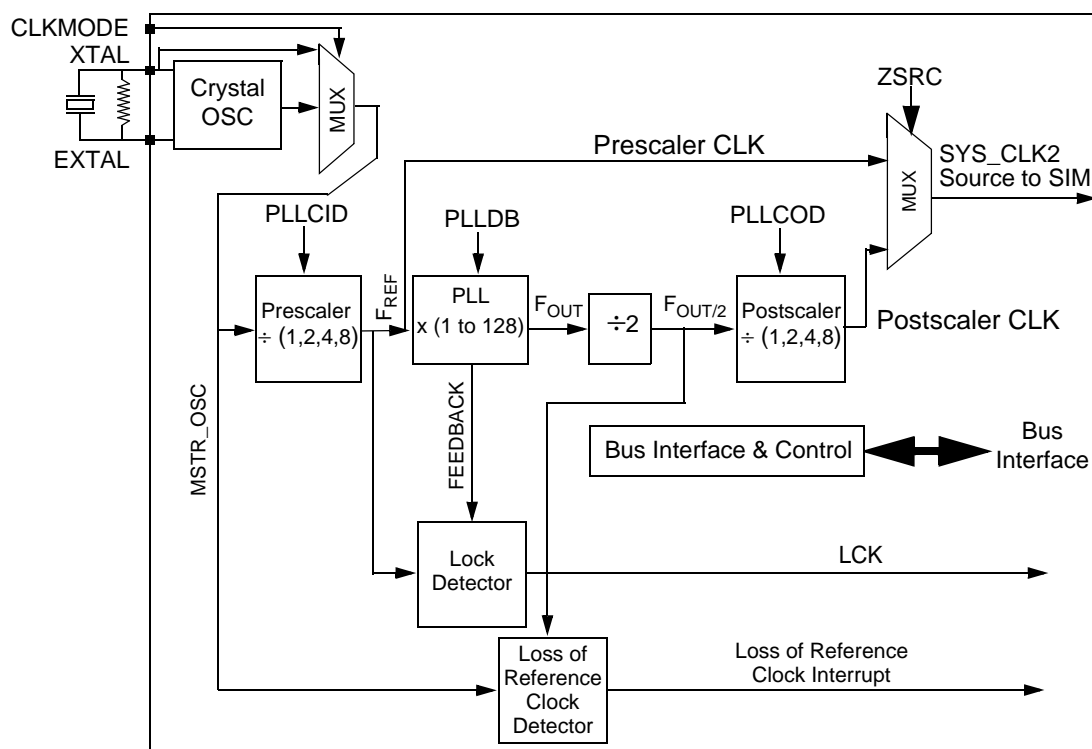 CLKMODE
XTAL
EXTAL
Crystal
OSC
MUX
ZSRC
Prescaler CLK
MUX
SYS_CLK2
Source to SIM
PLLCID
PLLDB
PLLCOD
Prescaler
÷ (1,2,4,8)
FREF
PLL
x (1 to 128)
FOUT
÷2
FOUT/2
Postscaler
÷ (1,2,4,8)
Postscaler CLK
MSTR_OSC
FEEDBACK
Bus Interface & Control
Bus
Interface
Lock
Detector
LCK
Loss of
Reference
Clock
Detector
Loss of Reference
Clock Interrupt